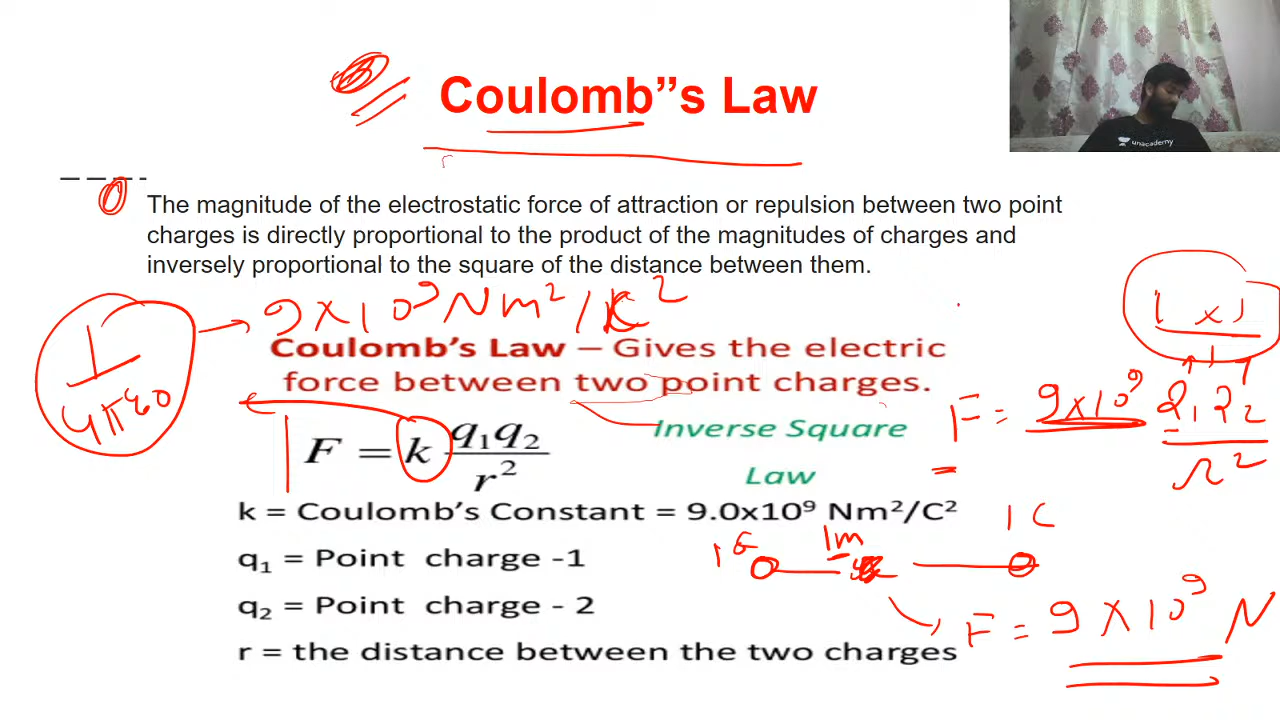 Coulomb”s Law
The magnitude of the electrostatic force of attraction or repulsion between two point
charges is directly proportional to the product of the magnitudes of charges and
inversely proportional to the square of the distance between them.
1/4πε0 → 9×10⁹ Nm²/C²
Coulomb's Law – Gives the electric
force between two point charges.
F = k q₁q₂/r²
Inverse Square
Law
k = Coulomb's Constant = 9.0x10⁹ Nm²/C²
q₁ = Point charge -1
q₂ = Point charge - 2
r = the distance between the two charges
1 × 1
F = 9×10⁹ Q₁Q₂/r²
1 C 1m 1 C
F = 9 × 10⁹ N
unacademy